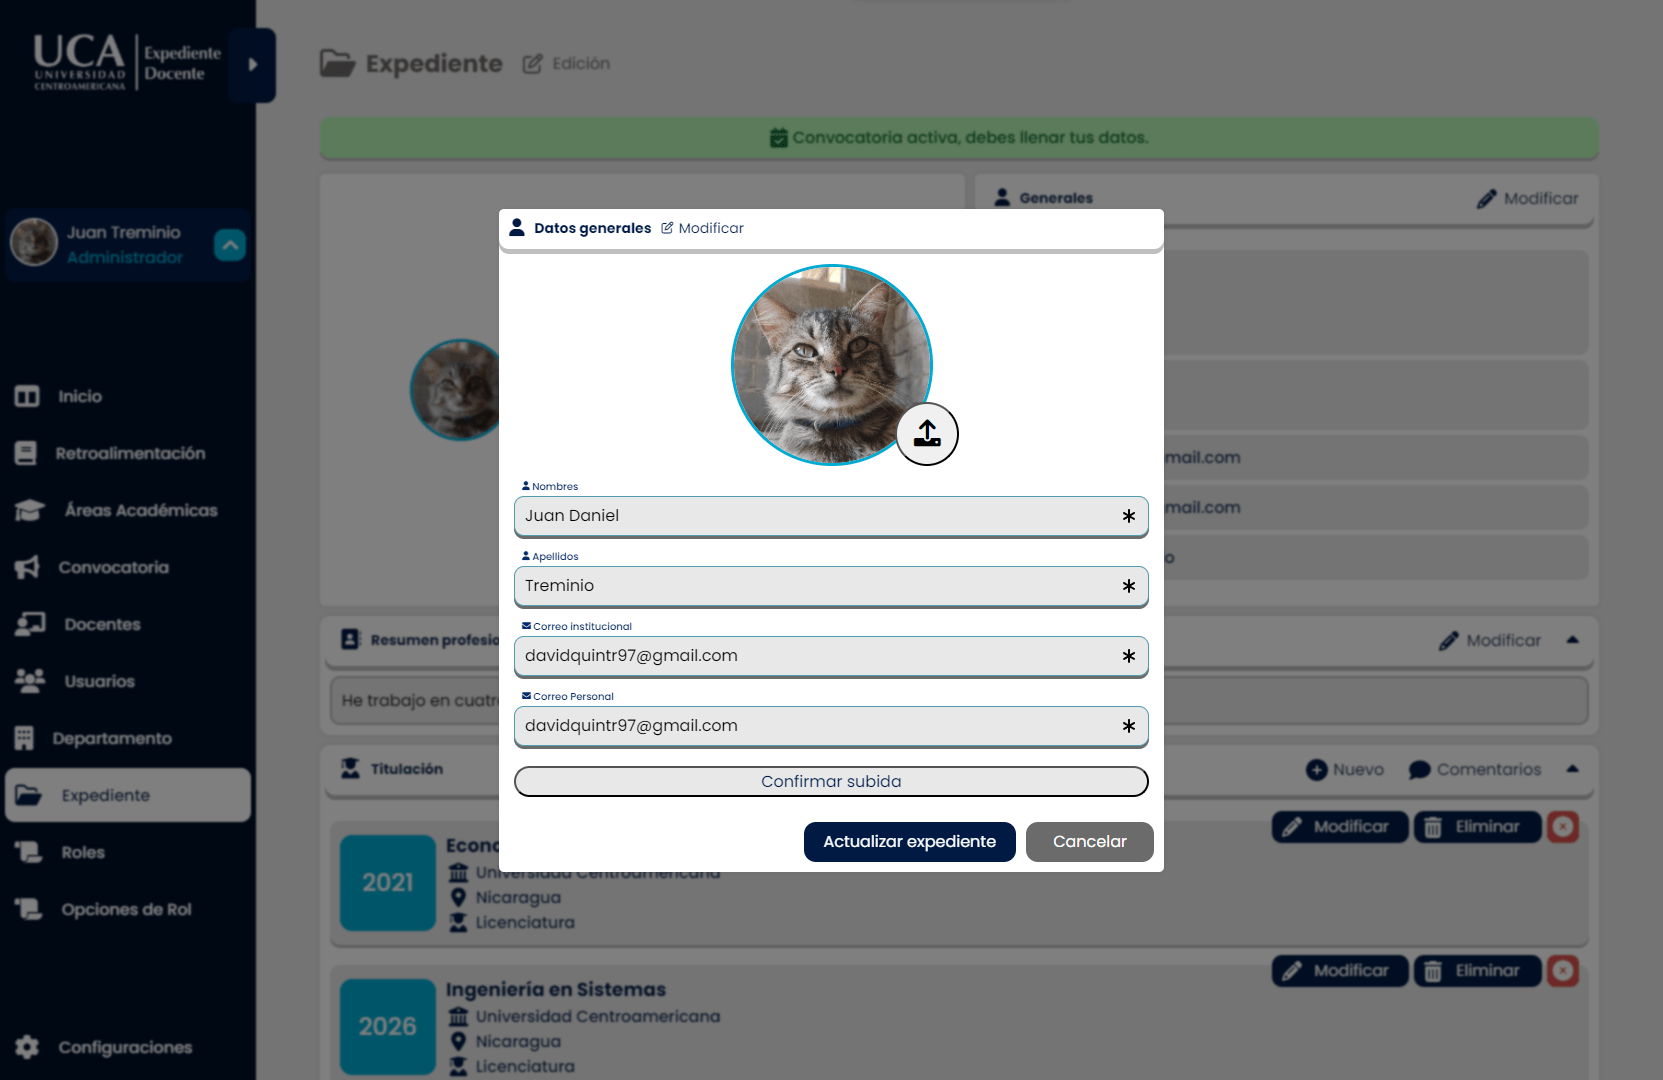 UCA
UNIVERSIDAD
CENTROAMERICANA
Expediente
Docente
Juan Treminio
Administrador
Inicio
Retroalimentación
Áreas Académicas
Convocatoria
Docentes
Usuarios
Departamento
Expediente
Roles
Opciones de Rol
Configuraciones
Expediente Edición
Convocatoria activa, debes llenar tus datos.
Generales Modificar
mail.com
mail.com
o
Datos generales Modificar
Nombres
Juan Daniel
Apellidos
Treminio
Correo institucional
davidquintr97@gmail.com
Correo Personal
davidquintr97@gmail.com
Confirmar subida
Actualizar expediente Cancelar
Resumen profesio Modificar
He trabajo en cuatr
Titulación Nuevo Comentarios
Modificar Eliminar
2021
Econo
Universidad Centroamericana
Nicaragua
Licenciatura
Modificar Eliminar
2026
Ingeniería en Sistemas
Universidad Centroamericana
Nicaragua
Licenciatura